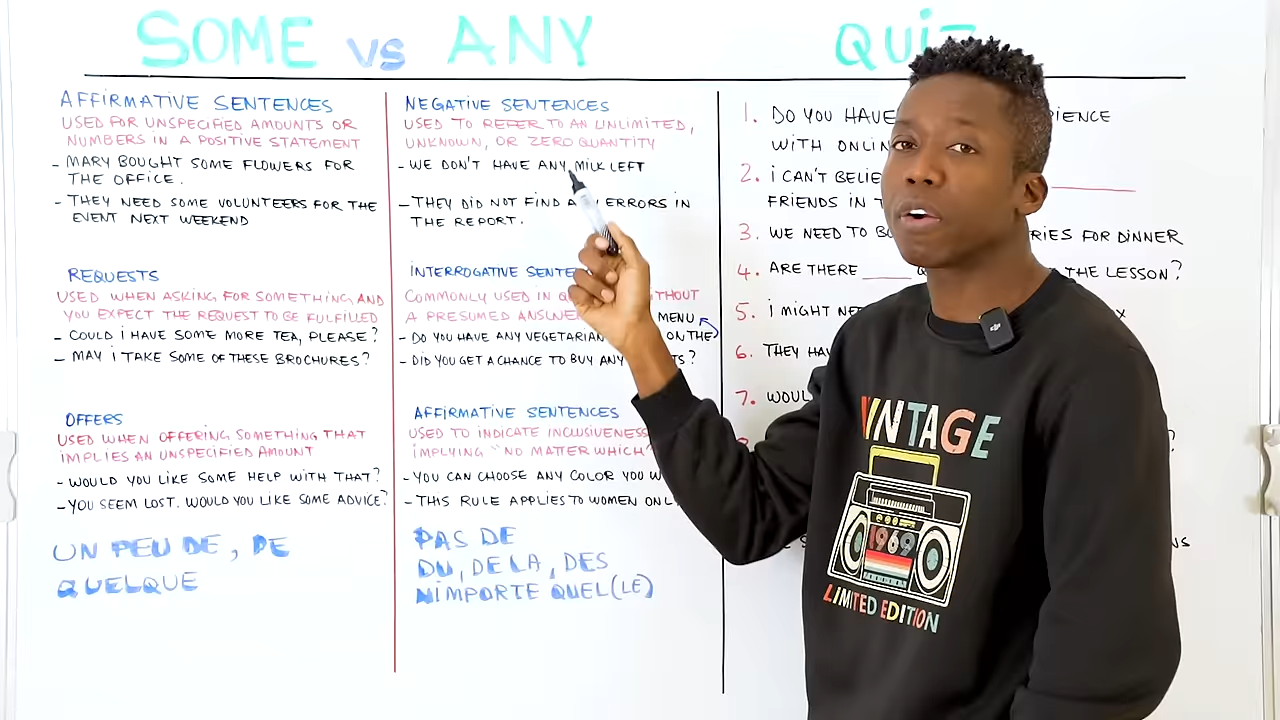 SOME VS ANY
QUIZ
AFFIRMATIVE SENTENCES
USED FOR UNSPECIFIED AMOUNTS OR
NUMBERS IN A POSITIVE STATEMENT
- MARY BOUGHT SOME FLOWERS FOR
THE OFFICE.
- THEY NEED SOME VOLUNTEERS FOR THE
EVENT NEXT WEEKEND
REQUESTS
USED WHEN ASKING FOR SOMETHING AND
YOU EXPECT THE REQUEST TO BE FULFILLED
- COULD I HAVE SOME MORE TEA, PLEASE?
- MAY I TAKE SOME OF THESE BROCHURES?
OFFERS
USED WHEN OFFERING SOMETHING THAT
IMPLIES AN UNSPECIFIED AMOUNT
- WOULD YOU LIKE SOME HELP WITH THAT?
- YOU SEEM LOST. WOULD YOU LIKE SOME ADVICE?
UN PEU DE, DE
QUELQUE
NEGATIVE SENTENCES
USED TO REFER TO AN UNLIMITED,
UNKNOWN, OR ZERO QUANTITY
- WE DON'T HAVE ANY MILK LEFT
- THEY DID NOT FIND ERRORS IN
THE REPORT.
INTERROGATIVE
COMMONLY USED IN
A PRESUMED MENU
- DO YOU HAVE ANY VEGETARIAN ON THE
- DID YOU GET A CHANCE TO BUY ANY
AFFIRMATIVE SENTENCES
USED TO INDICATE INCLUSIVENESS
IMPLYING "NO MATTER WHICH"
- YOU CAN CHOOSE ANY COLOR YOU
- THIS RULE APPLIES TO WOMEN
PAS DE
DU, DE LA, DES
NIMPORTE QUEL(LE)
1. DO YOU HAVE
WITH
2. I CAN'T
FRIENDS IN
3. WE NEED TO FOR DINNER
4. ARE THERE _____ THE LESSON?
5. I MIGHT
6. THEY
7.
VINTAGE
1969
LIMITED EDITION